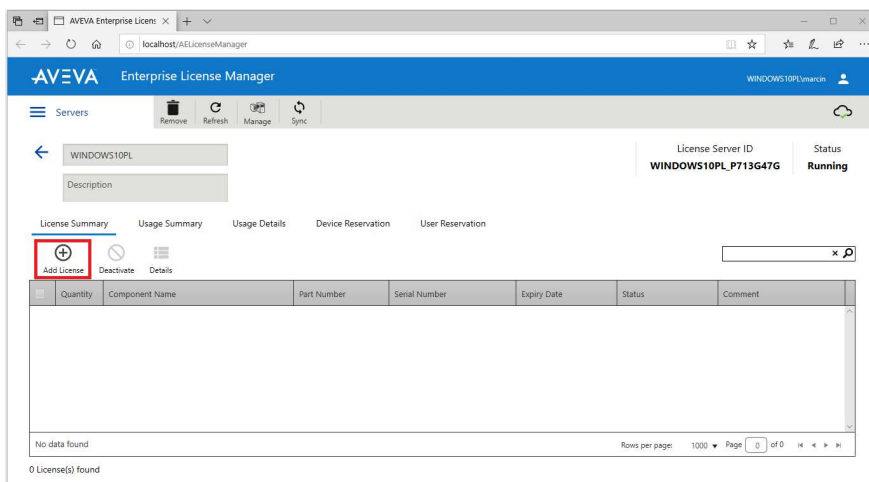 AVEVA Enterprise Licens
localhost/AELicenseManager
AVEVA Enterprise License Manager WINDOWS10PL\marcin
Servers Remove Refresh Manage Sync
WINDOWS10PL
License Server ID Status
WINDOWS10PL_P713G47G Running
Description
License Summary Usage Summary Usage Details Device Reservation User Reservation
Add License Deactivate Details
Quantity Component Name Part Number Serial Number Expiry Date Status Comment
No data found Rows per page: 1000 Page 0 of 0
0 License(s) found